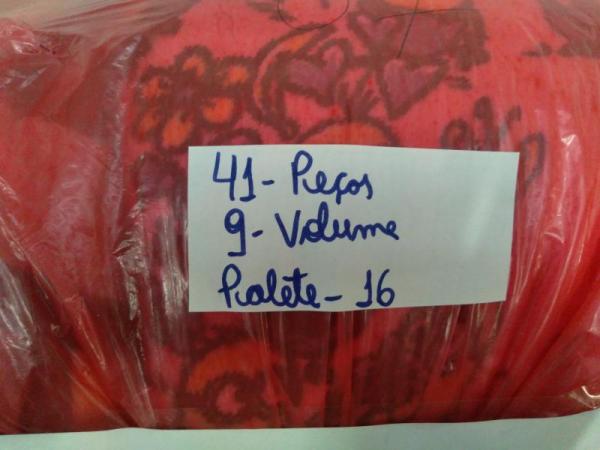 41- Peças
9- Volume
Palete- 16